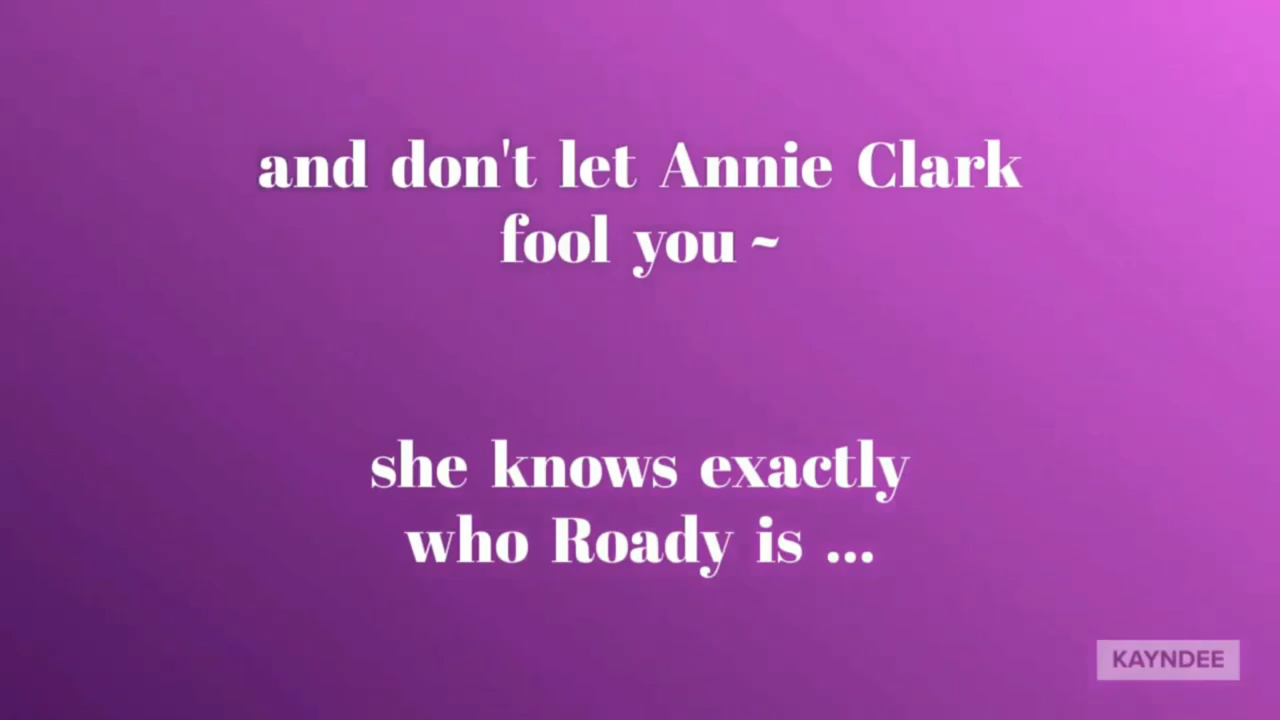 and don't let Annie Clark
fool you ~
she knows exactly
who Roady is ...
KAYNDEE